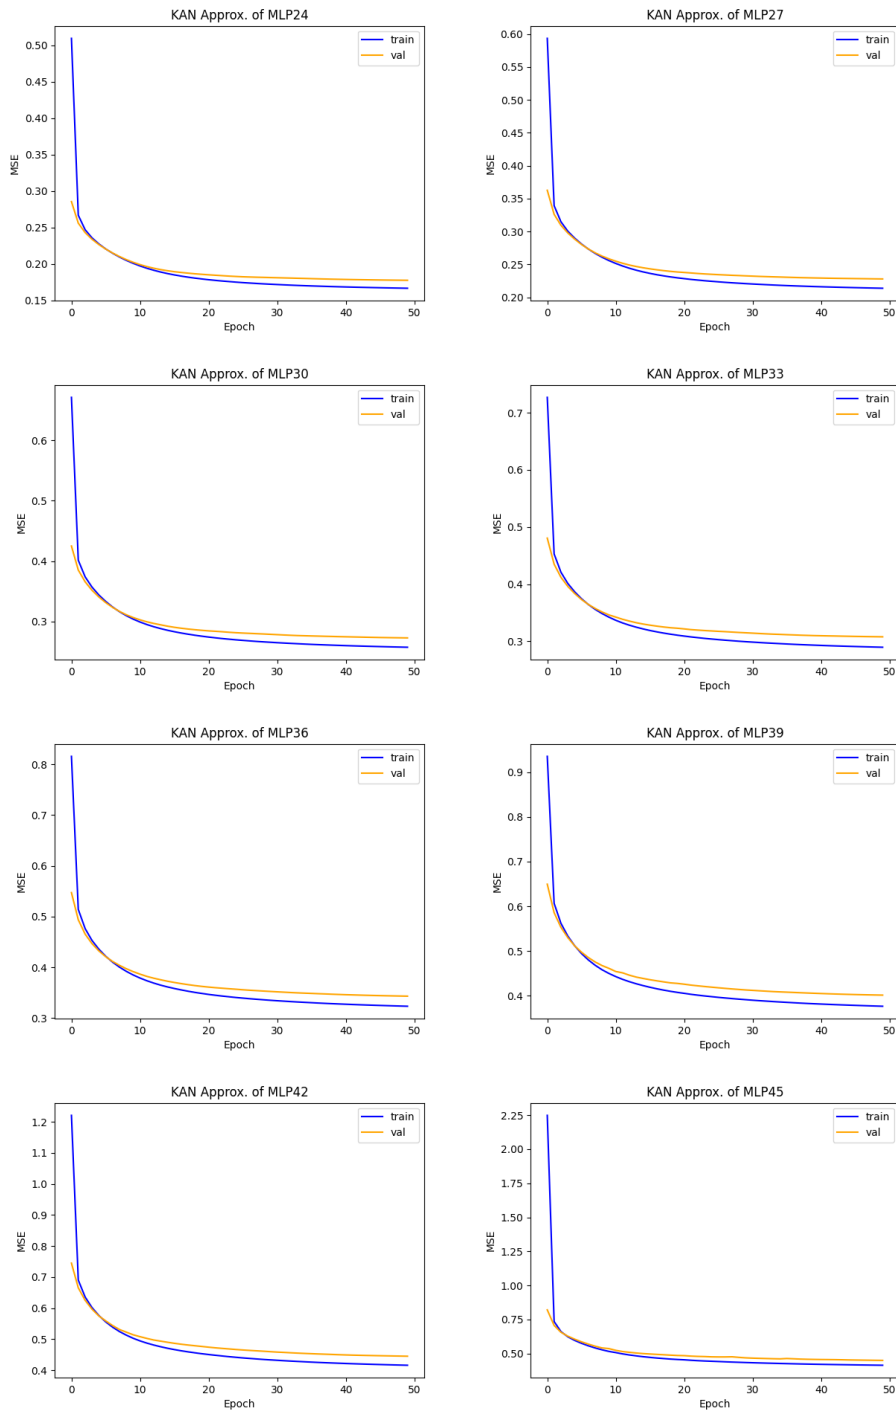 KAN Approx. of MLP24
train
val
0.50
0.45
0.40
0.35
0.30
0.25
0.20
0.15
MSE
0 10 20 30 40 50
Epoch
KAN Approx. of MLP27
train
val
0.60
0.55
0.50
0.45
0.40
0.35
0.30
0.25
0.20
MSE
0 10 20 30 40 50
Epoch
KAN Approx. of MLP30
train
val
0.6
0.5
0.4
0.3
MSE
0 10 20 30 40 50
Epoch
KAN Approx. of MLP33
train
val
0.7
0.6
0.5
0.4
0.3
MSE
0 10 20 30 40 50
Epoch
KAN Approx. of MLP36
train
val
0.8
0.7
0.6
0.5
0.4
0.3
MSE
0 10 20 30 40 50
Epoch
KAN Approx. of MLP39
train
val
0.9
0.8
0.7
0.6
0.5
0.4
MSE
0 10 20 30 40 50
Epoch
KAN Approx. of MLP42
train
val
1.2
1.1
1.0
0.9
0.8
0.7
0.6
0.5
0.4
MSE
0 10 20 30 40 50
Epoch
KAN Approx. of MLP45
train
val
2.25
2.00
1.75
1.50
1.25
1.00
0.75
0.50
MSE
0 10 20 30 40 50
Epoch